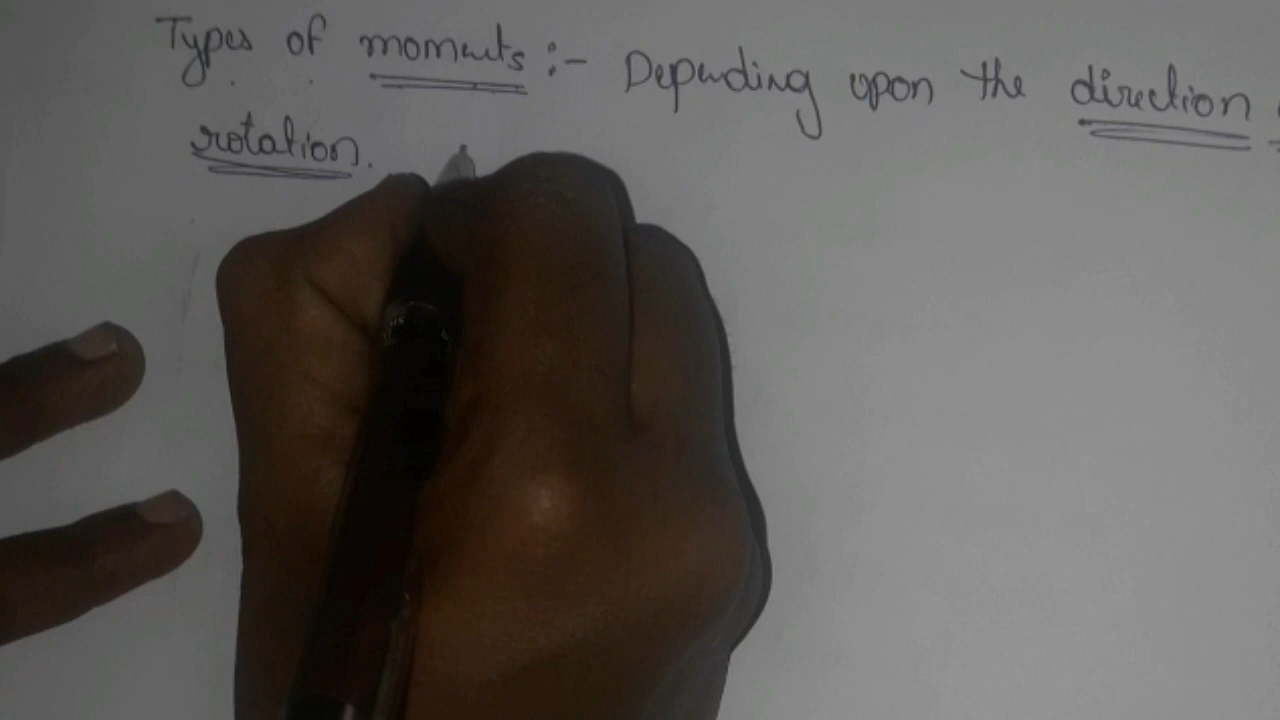 Types of moments :- Depending upon the direction
rotation.